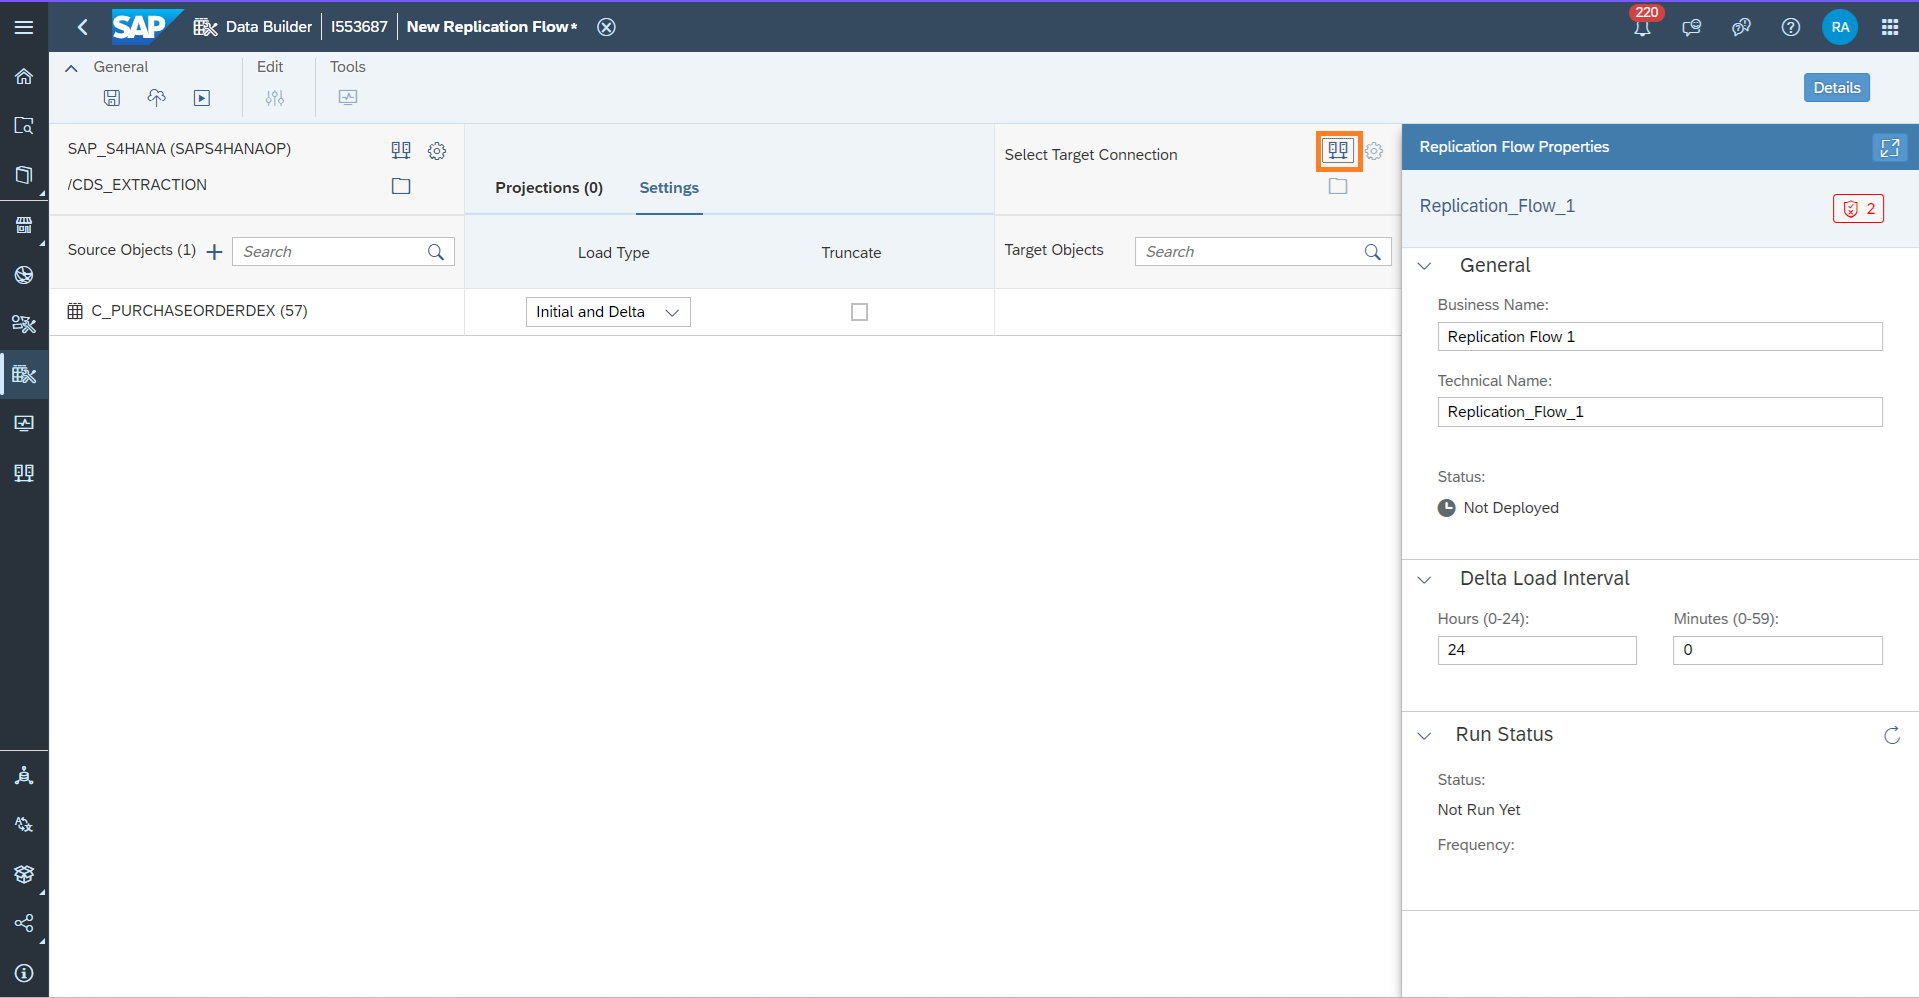 SAP Data Builder I553687 New Replication Flow* 220 RA
General Edit Tools
Details
SAP_S4HANA (SAPS4HANAOP)
/CDS_EXTRACTION
Projections (0) Settings
Select Target Connection
Source Objects (1) Search
Load Type Truncate
Target Objects Search
C_PURCHASEORDERDEX (57) Initial and Delta
Replication Flow Properties
Replication_Flow_1 2
General
Business Name:
Replication Flow 1
Technical Name:
Replication_Flow_1
Status:
Not Deployed
Delta Load Interval
Hours (0-24): Minutes (0-59):
24 0
Run Status
Status:
Not Run Yet
Frequency: